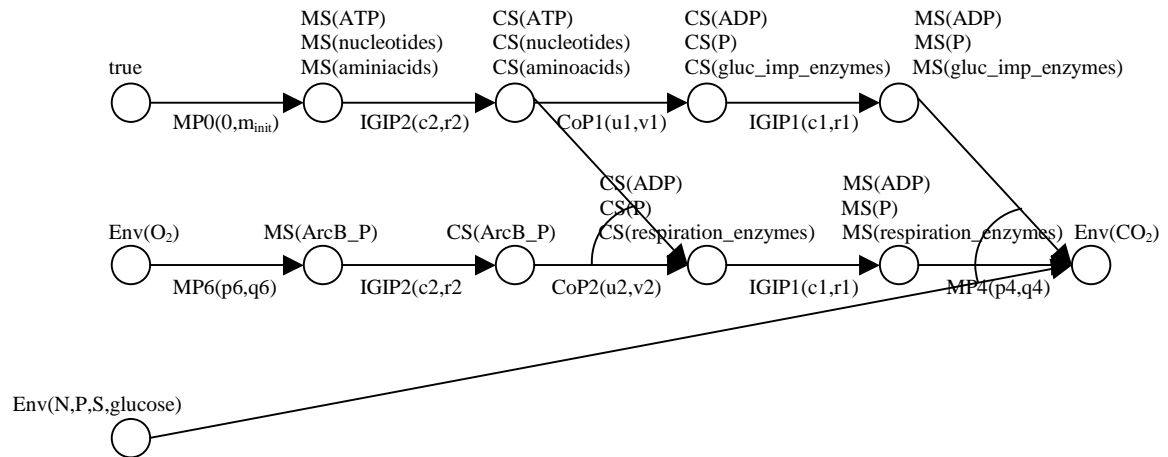 MS(ATP)
MS(nucleotides)
MS(aminiacids)
CS(ATP)
CS(nucleotides)
CS(aminoacids)
CS(ADP)
CS(P)
CS(gluc_imp_enzymes)
MS(ADP)
MS(P)
MS(gluc_imp_enzymes)
true
MP0(0,m_init)
IGIP2(c2,r2)
CoP1(u1,v1)
IGIP1(c1,r1)
CS(ADP)
CS(P)
CS(respiration_enzymes)
MS(ADP)
MS(P)
MS(respiration_enzymes)
Env(O₂)
MS(ArcB_P)
CS(ArcB_P)
Env(CO₂)
MP6(p6,q6)
IGIP2(c2,r2
CoP2(u2,v2)
IGIP1(c1,r1)
MP4(p4,q4)
Env(N,P,S,glucose)